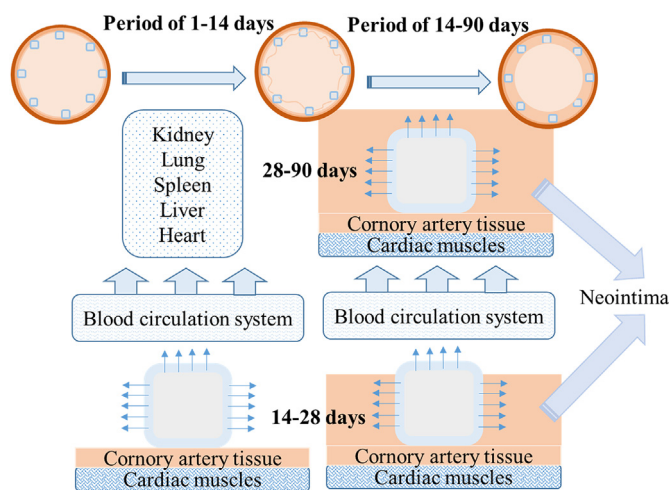 Period of 1-14 days
Period of 14-90 days
Kidney
Lung
Spleen
Liver
Heart
28-90 days
Cornory artery tissue
Cardiac muscles
Neointima
Blood circulation system
Blood circulation system
14-28 days
Cornory artery tissue
Cardiac muscles
Cornory artery tissue
Cardiac muscles